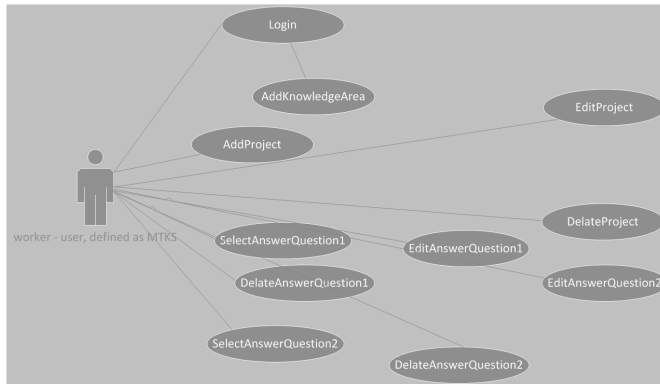 Login
AddKnowledgeArea
EditProject
AddProject
DelateProject
worker - user, defined as MTKS
SelectAnswerQuestion1
EditAnswerQuestion1
DelateAnswerQuestion1
EditAnswerQuestion2
SelectAnswerQuestion2
DelateAnswerQuestion2